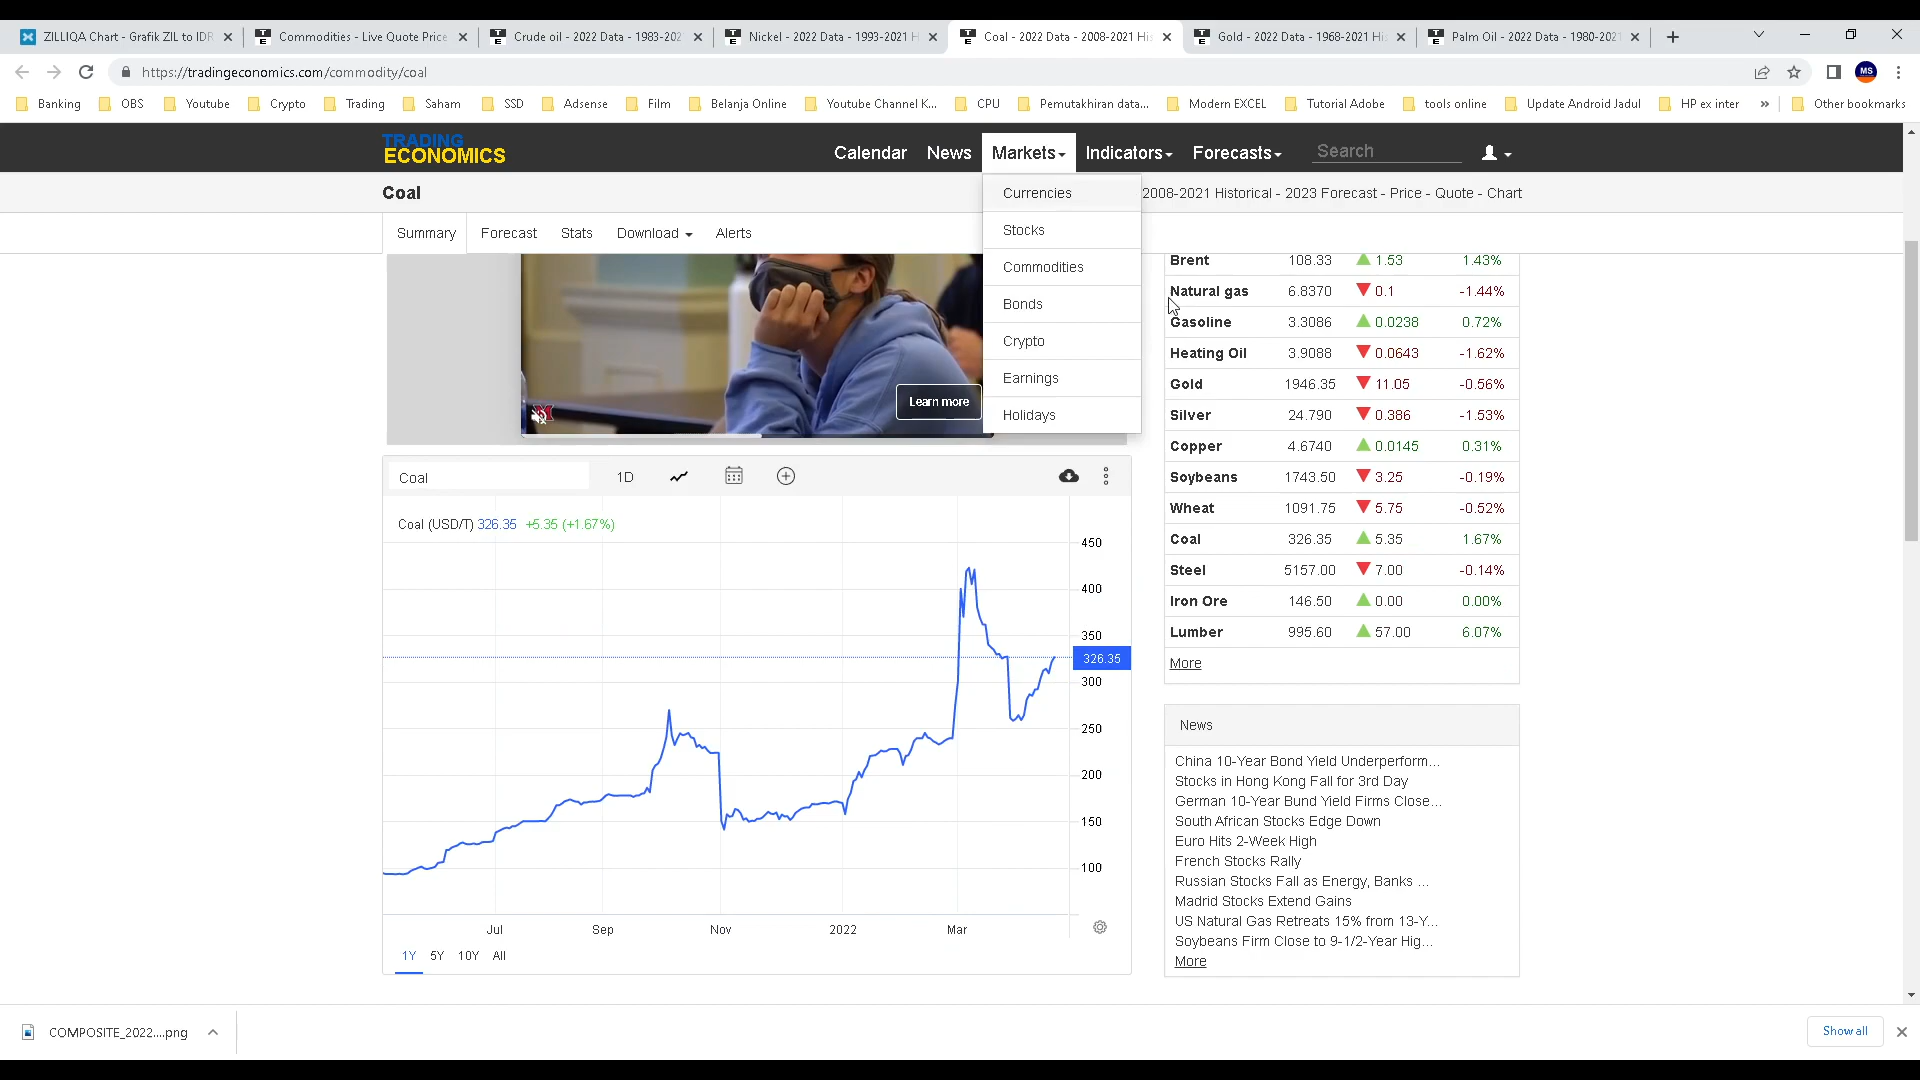 ZILLIQA Chart - Grafik ZIL to IDR
Commodities - Live Quote Price
Crude oil - 2022 Data - 1983-202
Nickel - 2022 Data - 1993-2021 H
Coal - 2022 Data - 2008-2021 His
Gold - 2022 Data - 1968-2021 His
Palm Oil - 2022 Data - 1980-2021
https://tradingeconomics.com/commodity/coal
MS
Banking
OBS
Youtube
Crypto
Trading
Saham
SSD
Adsense
Film
Belanja Online
Youtube Channel K...
CPU
Pemutakhiran data...
Modern EXCEL
Tutorial Adobe
tools online
Update Android Jadul
HP ex inter
»
Other bookmarks
TRADING
ECONOMICS
Calendar
News
Markets
Indicators
Forecasts
Search
Coal
2008-2021 Historical - 2023 Forecast - Price - Quote - Chart
Summary
Forecast
Stats
Download
Alerts
Currencies
Stocks
Commodities
Bonds
Crypto
Earnings
Holidays
Learn more
Brent 108.33 1.53 1.43%
Natural gas 6.8370 0.1 -1.44%
Gasoline 3.3086 0.0238 0.72%
Heating Oil 3.9088 0.0643 -1.62%
Gold 1946.35 11.05 -0.56%
Silver 24.790 0.386 -1.53%
Copper 4.6740 0.0145 0.31%
Soybeans 1743.50 3.25 -0.19%
Wheat 1091.75 5.75 -0.52%
Coal 326.35 5.35 1.67%
Steel 5157.00 7.00 -0.14%
Iron Ore 146.50 0.00 0.00%
Lumber 995.60 57.00 6.07%
More
Coal
1D
Coal (USD/T) 326.35 +5.35 (+1.67%)
450
400
350
326.35
300
250
200
150
100
Jul
Sep
Nov
2022
Mar
1Y 5Y 10Y All
News
China 10-Year Bond Yield Underperform...
Stocks in Hong Kong Fall for 3rd Day
German 10-Year Bund Yield Firms Close...
South African Stocks Edge Down
Euro Hits 2-Week High
French Stocks Rally
Russian Stocks Fall as Energy, Banks ...
Madrid Stocks Extend Gains
US Natural Gas Retreats 15% from 13-Y...
Soybeans Firm Close to 9-1/2-Year Hig...
More
COMPOSITE_2022....png
Show all